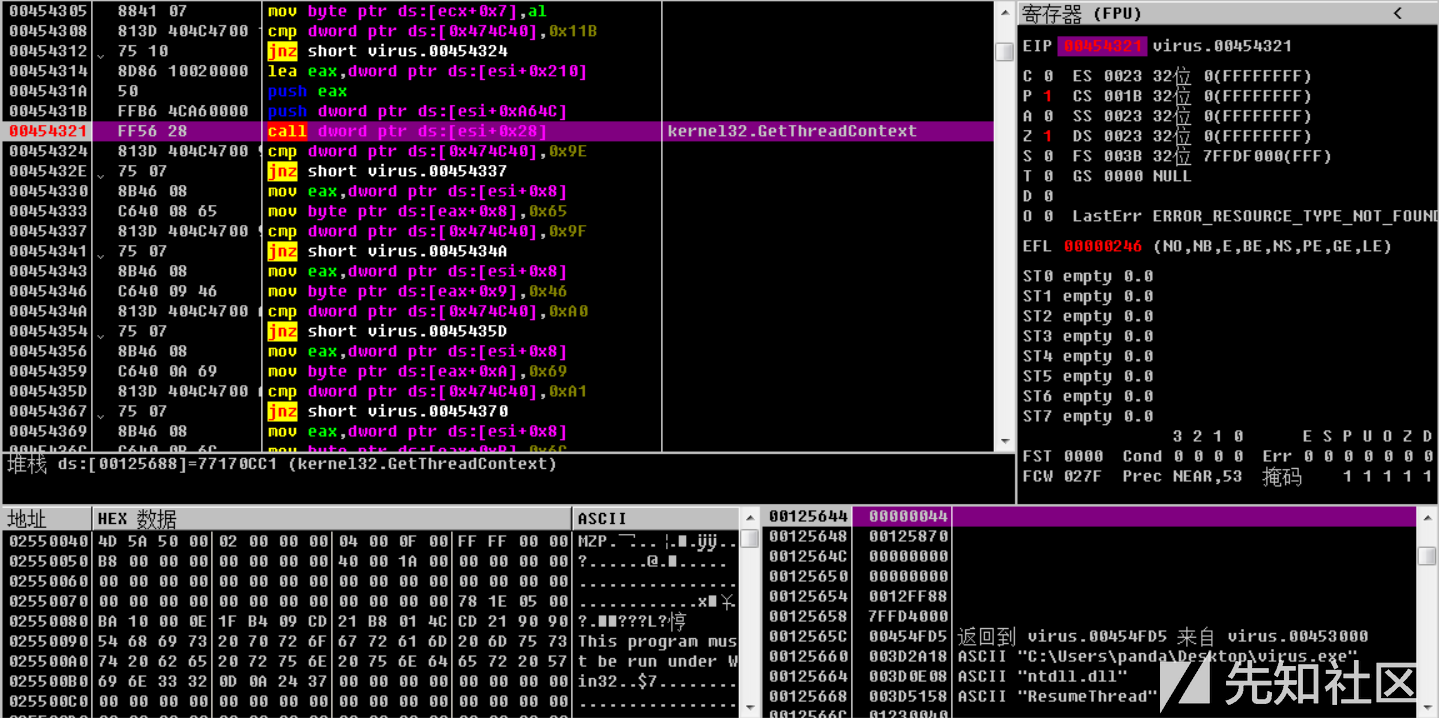 00454305 8841 07 mov byte ptr ds:[ecx+0x7],al
00454308 813D 404C4700 cmp dword ptr ds:[0x474C40],0x11B
00454312 75 10 jnz short virus.00454324
00454314 8D86 10020000 lea eax,dword ptr ds:[esi+0x210]
0045431A 50 push eax
0045431B FFB6 4CA60000 push dword ptr ds:[esi+0xA64C]
00454321 FF56 28 call dword ptr ds:[esi+0x28] kernel32.GetThreadContext
00454324 813D 404C4700 cmp dword ptr ds:[0x474C40],0x9E
0045432E 75 07 jnz short virus.00454337
00454330 8B46 08 mov eax,dword ptr ds:[esi+0x8]
00454333 C640 08 65 mov byte ptr ds:[eax+0x8],0x65
00454337 813D 404C4700 cmp dword ptr ds:[0x474C40],0x9F
00454341 75 07 jnz short virus.0045434A
00454343 8B46 08 mov eax,dword ptr ds:[esi+0x8]
00454346 C640 09 46 mov byte ptr ds:[eax+0x9],0x46
0045434A 813D 404C4700 cmp dword ptr ds:[0x474C40],0xA0
00454354 75 07 jnz short virus.0045435D
00454356 8B46 08 mov eax,dword ptr ds:[esi+0x8]
00454359 C640 0A 69 mov byte ptr ds:[eax+0xA],0x69
0045435D 813D 404C4700 cmp dword ptr ds:[0x474C40],0xA1
00454367 75 07 jnz short virus.00454370
00454369 8B46 08 mov eax,dword ptr ds:[esi+0x8]
堆栈 ds:[00125688]=77170CC1 (kernel32.GetThreadContext)
寄存器 (FPU) <
EIP 00454321 virus.00454321
C 0 ES 0023 32位 0(FFFFFFFF)
P 1 CS 001B 32位 0(FFFFFFFF)
A 0 SS 0023 32位 0(FFFFFFFF)
Z 1 DS 0023 32位 0(FFFFFFFF)
S 0 FS 003B 32位 7FFDF000(FFF)
T 0 GS 0000 NULL
D 0
O 0 LastErr ERROR_RESOURCE_TYPE_NOT_FOUND
EFL 00000246 (NO,NB,E,BE,NS,PE,GE,LE)
ST0 empty 0.0
ST1 empty 0.0
ST2 empty 0.0
ST3 empty 0.0
ST4 empty 0.0
ST5 empty 0.0
ST6 empty 0.0
ST7 empty 0.0
3 2 1 0 E S P U O Z D
FST 0000 Cond 0 0 0 0 Err 0 0 0 0 0 0 0
FCW 027F Prec NEAR,53 掩码 1 1 1 1 1
地址 HEX 数据 ASCII
02550040 4D 5A 50 00 02 00 00 00 04 00 0F 00 FF FF 00 00
02550050 B8 00 00 00 00 00 00 00 40 00 1A 00 00 00 00 00
02550060 00 00 00 00 00 00 00 00 00 00 00 00 00 00 00 00 ................
02550070 00 00 00 00 00 00 00 00 00 00 00 00 78 1E 05 00
02550080 BA 10 00 0E 1F B4 09 CD 21 B8 01 4C CD 21 90 90
02550090 54 68 69 73 20 70 72 6F 67 72 61 6D 20 6D 75 73 This program mus
025500A0 74 20 62 65 20 72 75 6E 20 75 6E 64 65 72 20 57 t be run under W
025500B0 69 6E 33 32 0D 0A 24 37 00 00 00 00 00 00 00 00 in32..$7........
025500C0 00 00 00 00 00 00 00 00 00 00 00 00 00 00 00 00 ................
00125644 00000044
00125648 00125870
0012564C 00000000
00125650 00000000
00125654 0012FF88
00125658 7FFD4000
0012565C 00454FD5 返回到 virus.00454FD5 来自 virus.00453000
00125660 003D2A18 ASCII "C:\Users\panda\Desktop\virus.exe"
00125664 003D0E08 ASCII "ntdll.dll"
00125668 003D5158 ASCII "ResumeThread"
0012566C 01230040
先知社区